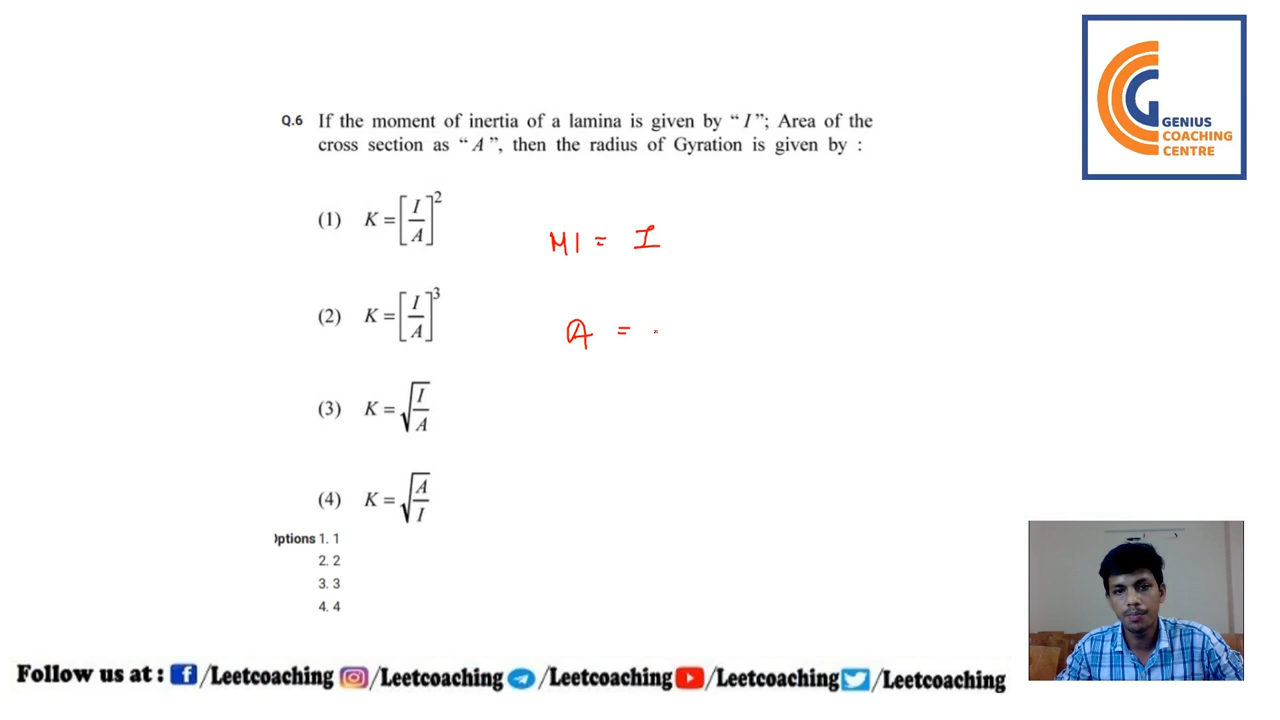 GENIUS
COACHING
CENTRE
Q.6 If the moment of inertia of a lamina is given by “I”; Area of the
cross section as “A”, then the radius of Gyration is given by :
(1) K = [I/A]²
(2) K = [I/A]³
(3) K = √(I/A)
(4) K = √(A/I)
MI = I
A =
ptions 1. 1
2. 2
3. 3
4. 4
Follow us at : /Leetcoaching /Leetcoaching /Leetcoaching /Leetcoaching /Leetcoaching